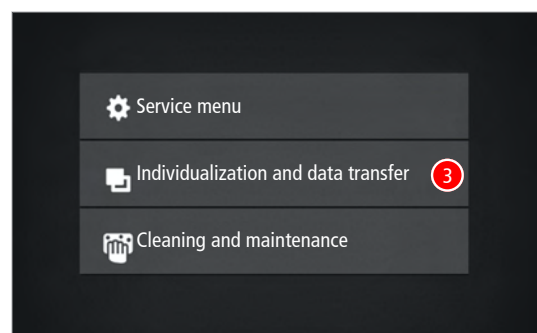 Service menu
Individualization and data transfer 3
Cleaning and maintenance